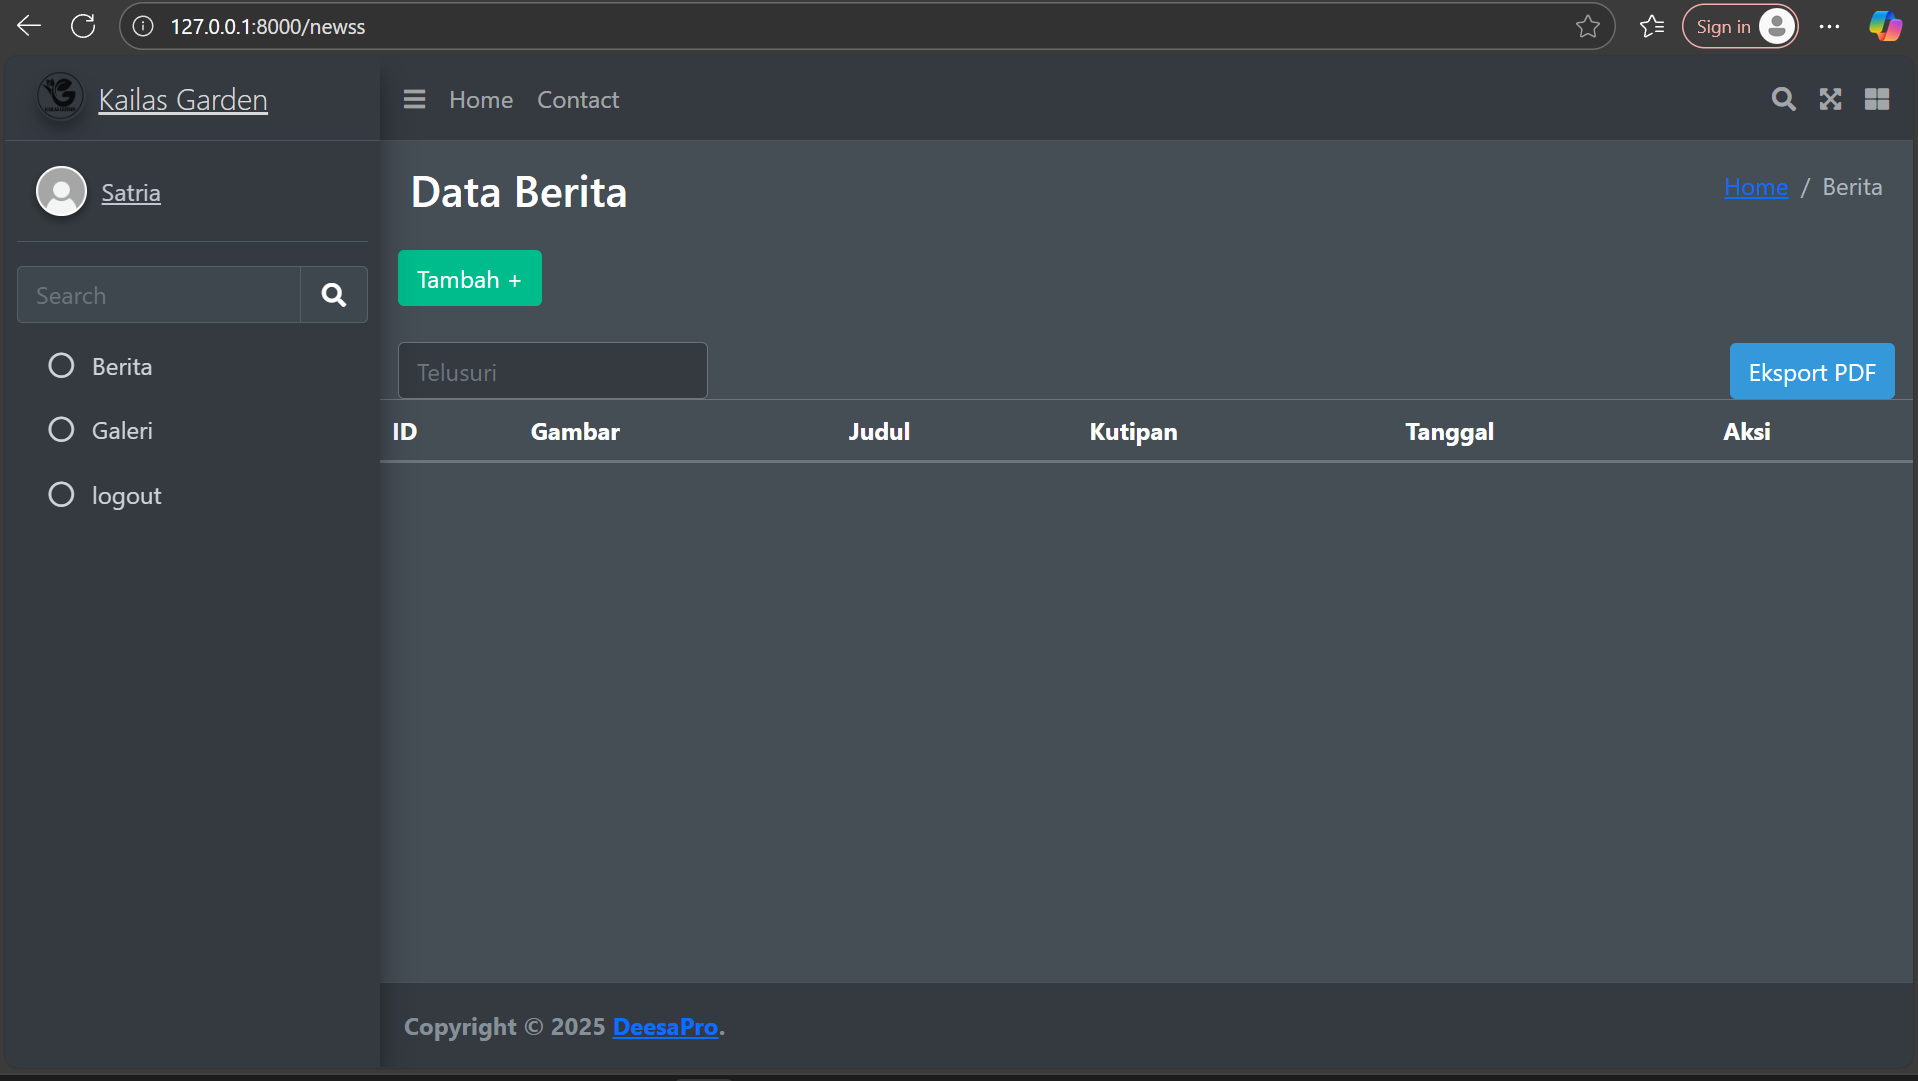 127.0.0.1:8000/newss
Sign in
Kailas Garden
Home
Contact
Satria
Data Berita
Home / Berita
Tambah +
Search
Berita
Galeri
logout
Telusuri
Eksport PDF
ID
Gambar
Judul
Kutipan
Tanggal
Aksi
Copyright © 2025 DeesaPro.